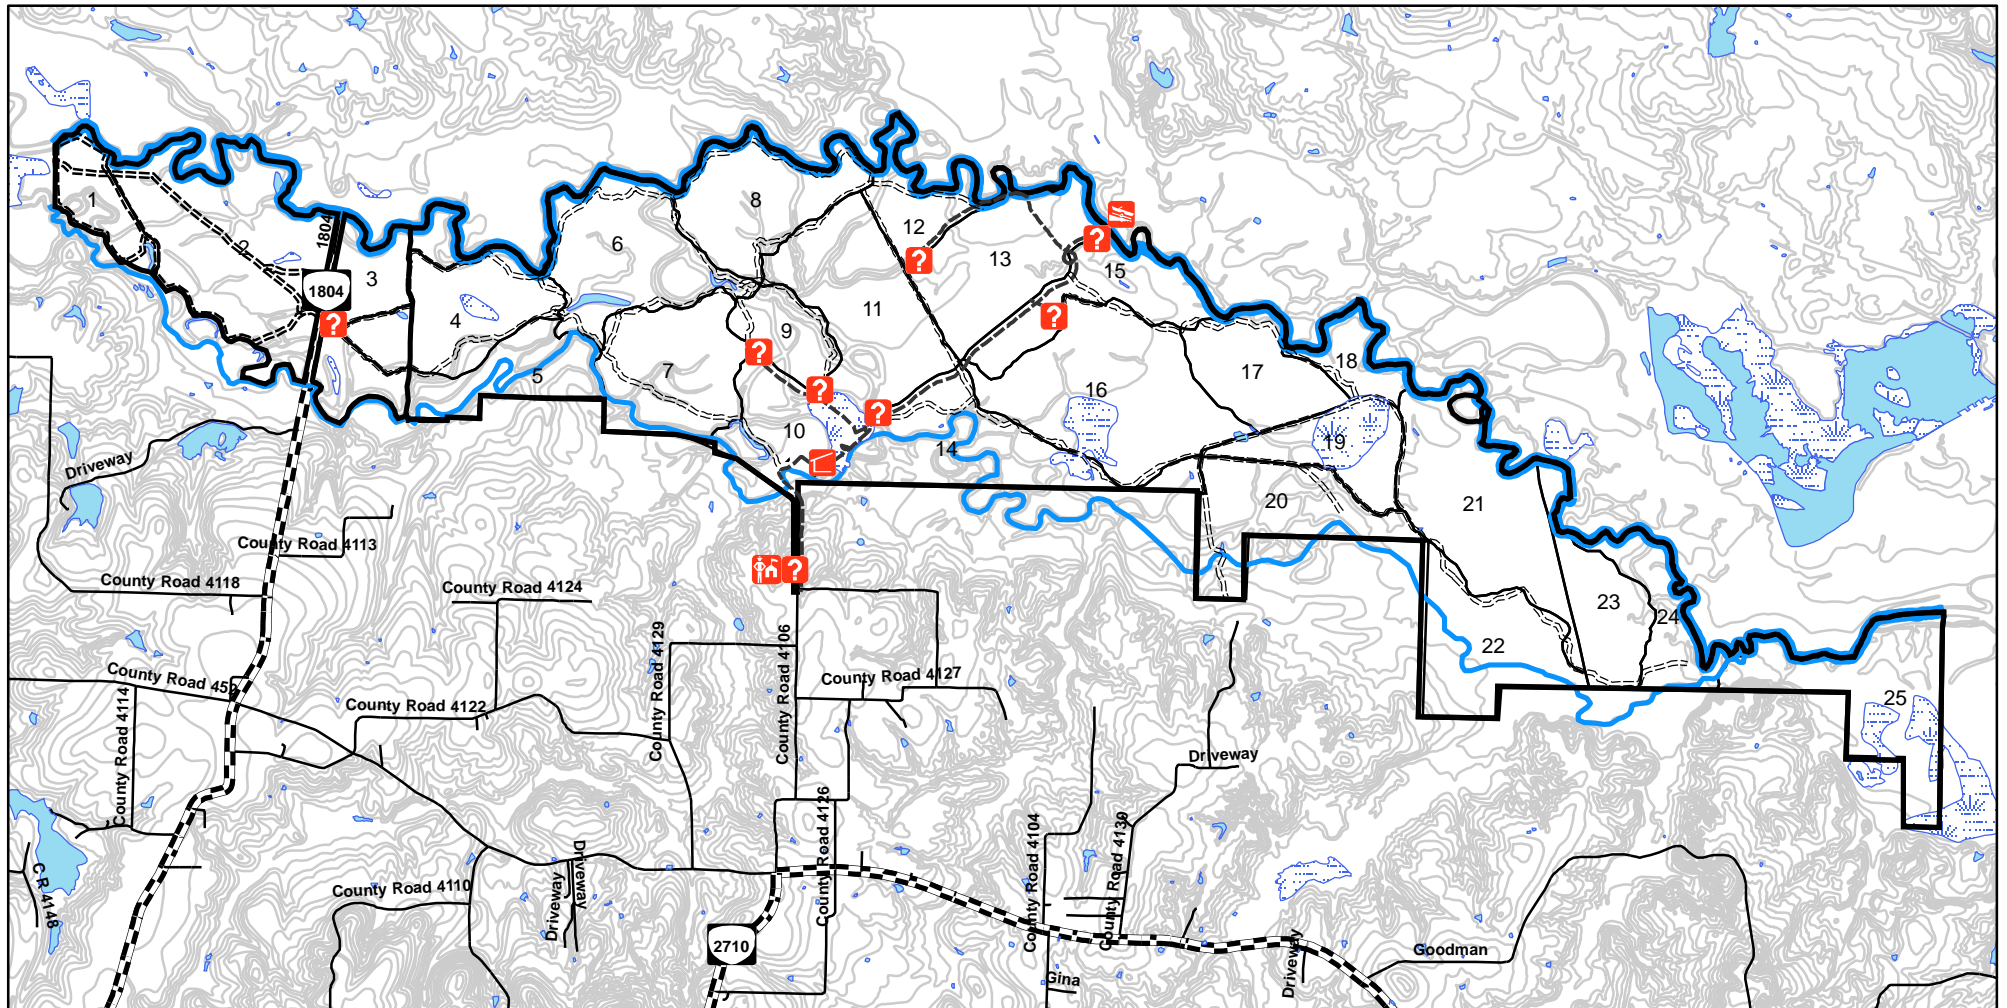 1
2
1804
1804
3
4
5
6
7
8
9
10
11
12
13
14
15
16
17
18
19
20
21
22
23
24
25
?
?
?
?
?
?
?
?
Driveway
County Road 4113
County Road 4118
County Road 4124
County Road 4129
County Road 4106
County Road 4127
County Road 4114
County Road 4122
County Road 4126
County Road 4104
County Road 4130
Driveway
C R 4148
County Road 4110
Driveway
Driveway
2710
Gina
Driveway
Goodman